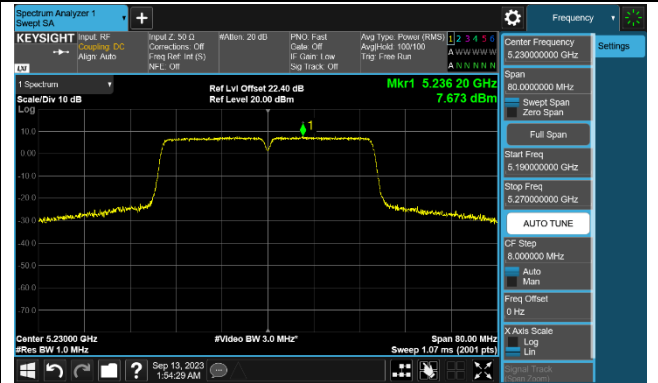 Spectrum Analyzer 1
Swept SA
Frequency
KEYSIGHT
Input: RF
Coupling: DC
Align: Auto
Input Z: 50 Ω
Corrections: Off
Freq Ref: Int (S)
NFE: Off
#Atten: 20 dB
PNO: Fast
Gate: Off
IF Gain: Low
Sig Track: Off
Avg Type: Power (RMS)
Avg|Hold: 100/100
Trig: Free Run
1 2 3 4 5 6
A W W W W W
A N N N N N
LXI
1 Spectrum
Scale/Div 10 dB
Log
Ref Lvl Offset 22.40 dB
Ref Level 20.00 dBm
Mkr1 5.236 20 GHz
7.673 dBm
1
10.0
0.00
-10.0
-20.0
-30.0
-40.0
-50.0
-60.0
-70.0
Center 5.23000 GHz
#Res BW 1.0 MHz
#Video BW 3.0 MHz*
Span 80.00 MHz
Sweep 1.07 ms (2001 pts)
Center Frequency
5.230000000 GHz
Settings
Span
80.0000000 MHz
Swept Span
Zero Span
Full Span
Start Freq
5.190000000 GHz
Stop Freq
5.270000000 GHz
AUTO TUNE
CF Step
8.000000 MHz
Auto
Man
Freq Offset
0 Hz
X Axis Scale
Log
Lin
Signal Track
(Span Zoom)
Sep 13, 2023
1:54:29 AM